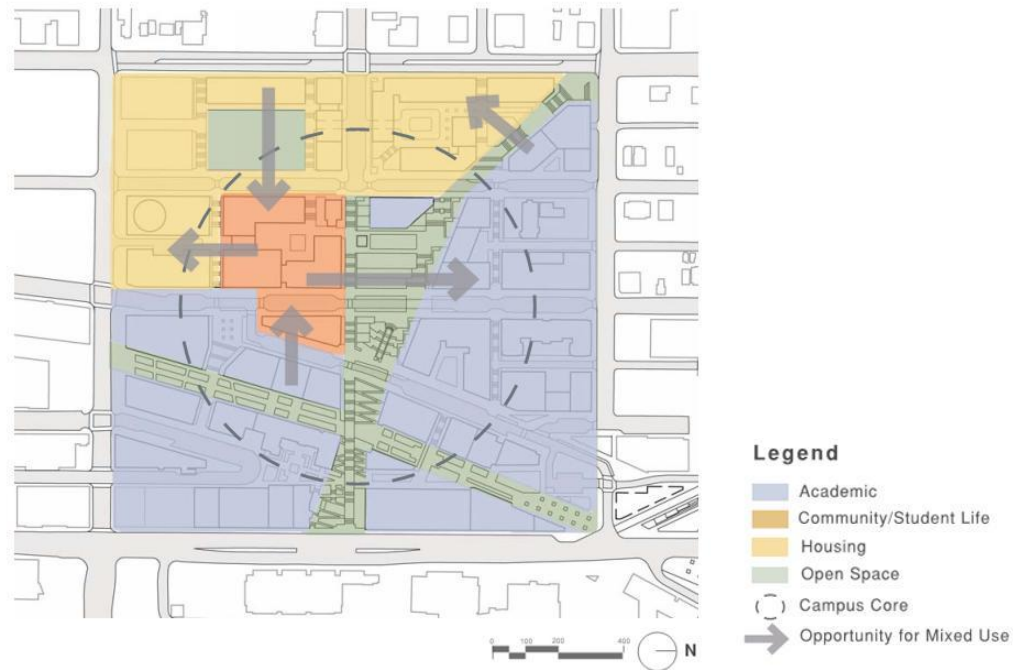 Legend
Academic
Community/Student Life
Housing
Open Space
Campus Core
Opportunity for Mixed Use
0 100 200 400
N